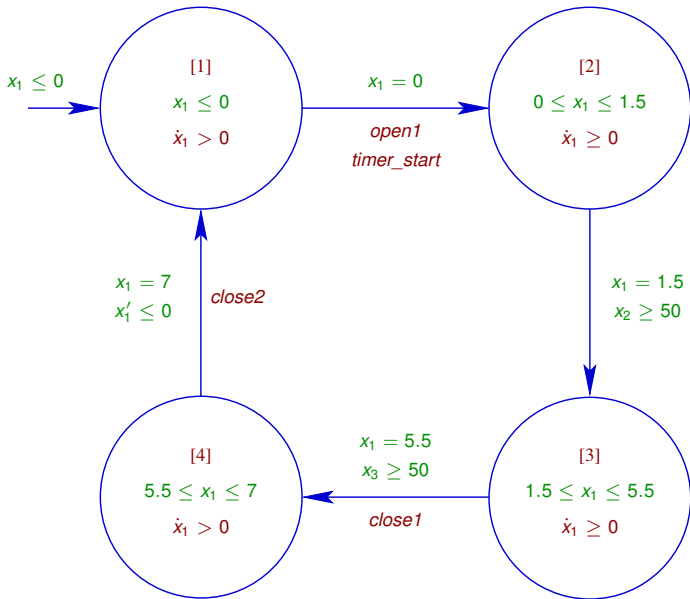 x₁ ≤ 0
[1]
x₁ ≤ 0
ẋ₁ > 0
x₁ = 0
open1
timer_start
[2]
0 ≤ x₁ ≤ 1.5
ẋ₁ ≥ 0
x₁ = 7
x₁′ ≤ 0
close2
x₁ = 1.5
x₂ ≥ 50
[4]
5.5 ≤ x₁ ≤ 7
ẋ₁ > 0
x₁ = 5.5
x₃ ≥ 50
close1
[3]
1.5 ≤ x₁ ≤ 5.5
ẋ₁ ≥ 0